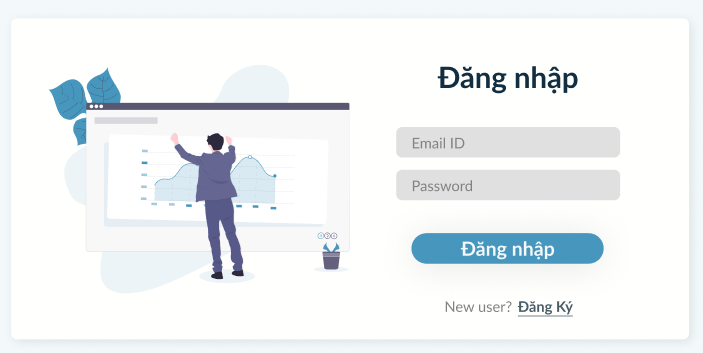 Đăng nhập
Email ID
Password
Đăng nhập
New user? Đăng Ký